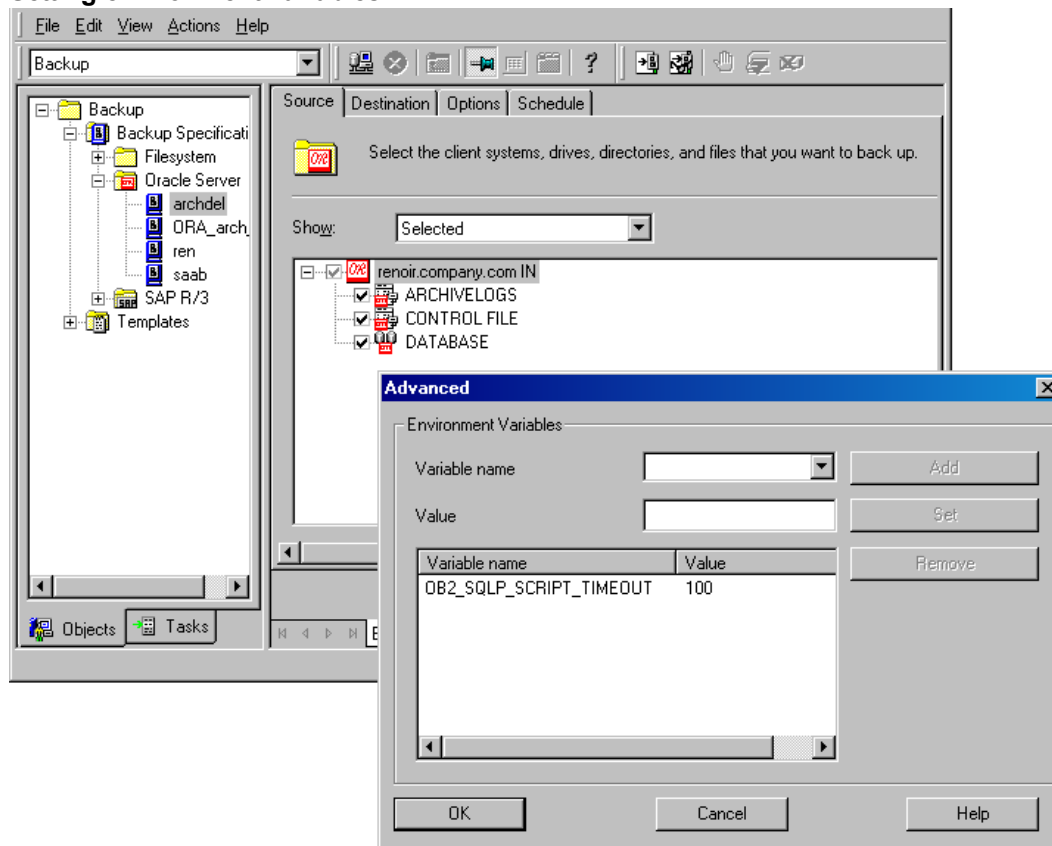 File Edit View Actions Help
Backup
Source Destination Options Schedule
Backup
Backup Specificati
Filesystem
Oracle Server
archdel
ORA_arch_
ren
saab
SAP R/3
Templates
Select the client systems, drives, directories, and files that you want to back up.
Show: Selected
renoir.company.com IN
ARCHIVELOGS
CONTROL FILE
DATABASE
Objects Tasks
Advanced
Environment Variables
Variable name Add
Value Set
Variable name Value Remove
OB2_SQLP_SCRIPT_TIMEOUT 100
OK Cancel Help